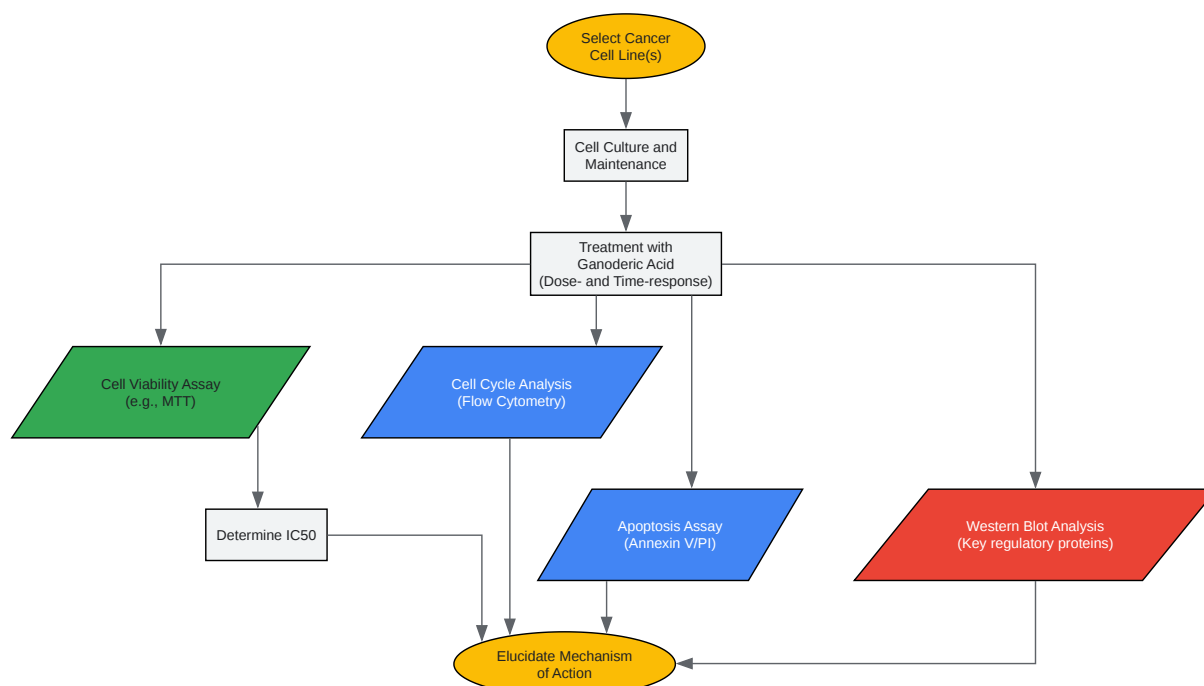 Select Cancer
Cell Line(s)
Cell Culture and
Maintenance
Treatment with
Ganoderic Acid
(Dose- and Time-response)
Cell Viability Assay
(e.g., MTT)
Cell Cycle Analysis
(Flow Cytometry)
Determine IC50
Apoptosis Assay
(Annexin V/PI)
Western Blot Analysis
(Key regulatory proteins)
Elucidate Mechanism
of Action